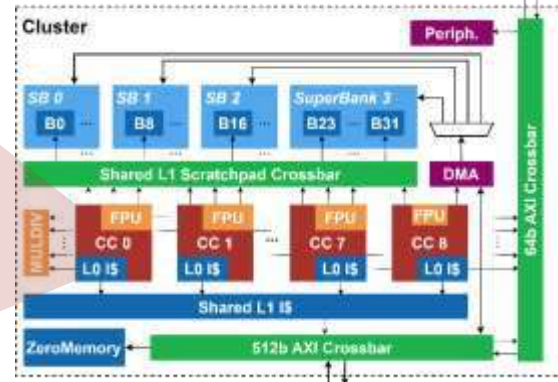 Cluster
Periph.
SB 0
SB 1
SB 2
SuperBank 3
B0 ...
B8 ...
B16 ...
B23 ... B31
Shared L1 Scratchpad Crossbar
DMA
64b AXI Crossbar
MULDIV
FPU
CC 0
L0 I$
FPU
CC 1
L0 I$
...
FPU
CC 7
L0 I$
FPU
CC 8
L0 I$
Shared L1 I$
ZeroMemory
512b AXI Crossbar